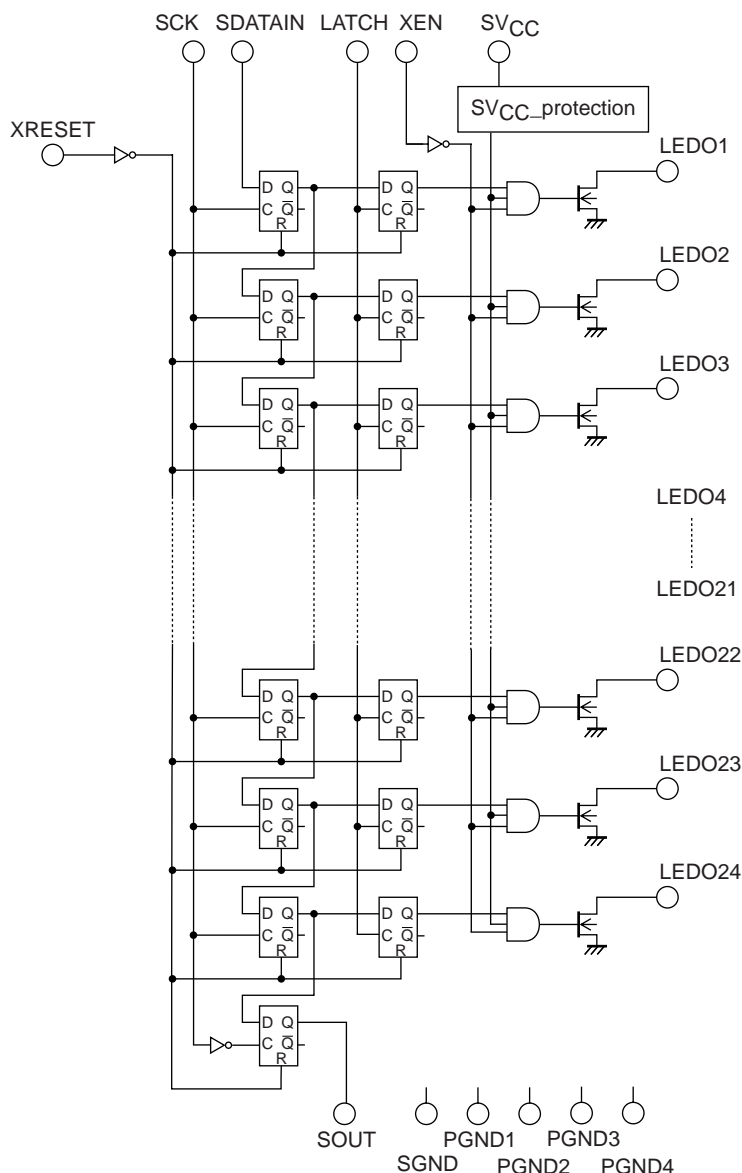 SCK SDATAIN LATCH XEN SVCC
SVCC_protection
XRESET
LEDO1
D Q D Q
C Q̅ C Q̅
R R
LEDO2
D Q D Q
C Q̅ C Q̅
R R
LEDO3
D Q D Q
C Q̅ C Q̅
R R
LEDO4
LEDO21
LEDO22
D Q D Q
C Q̅ C Q̅
R R
LEDO23
D Q D Q
C Q̅ C Q̅
R R
LEDO24
D Q D Q
C Q̅ C Q̅
R R
D Q
C Q̅
R
SOUT SGND PGND1 PGND2 PGND3 PGND4